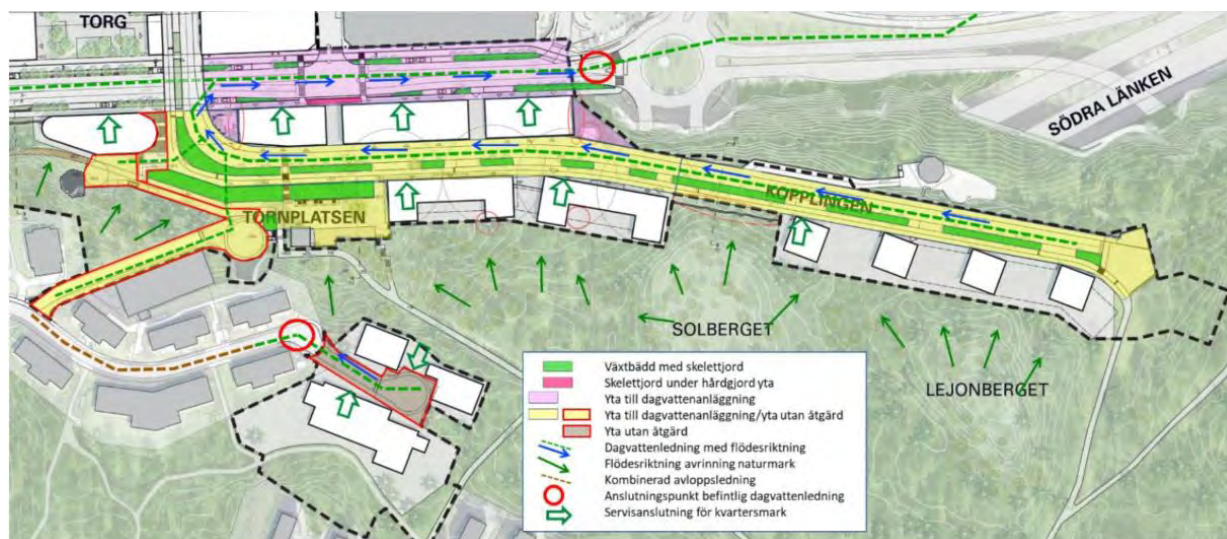 TORG
SÖDRA LÄNKEN
KOPPLINGEN
TORNPLATSEN
SOLBERGET
LEJONBERGET
Växtbädd med skelettjord
Skelettjord under hårdgjord yta
Yta till dagvattenanläggning
Yta till dagvattenanläggning/yta utan åtgärd
Yta utan åtgärd
Dagvattenledning med flödesriktning
Flödesriktning avrinning naturmark
Kombinerad avloppsledning
Anslutningspunkt befintlig dagvattenledning
Servisanslutning för kvartersmark